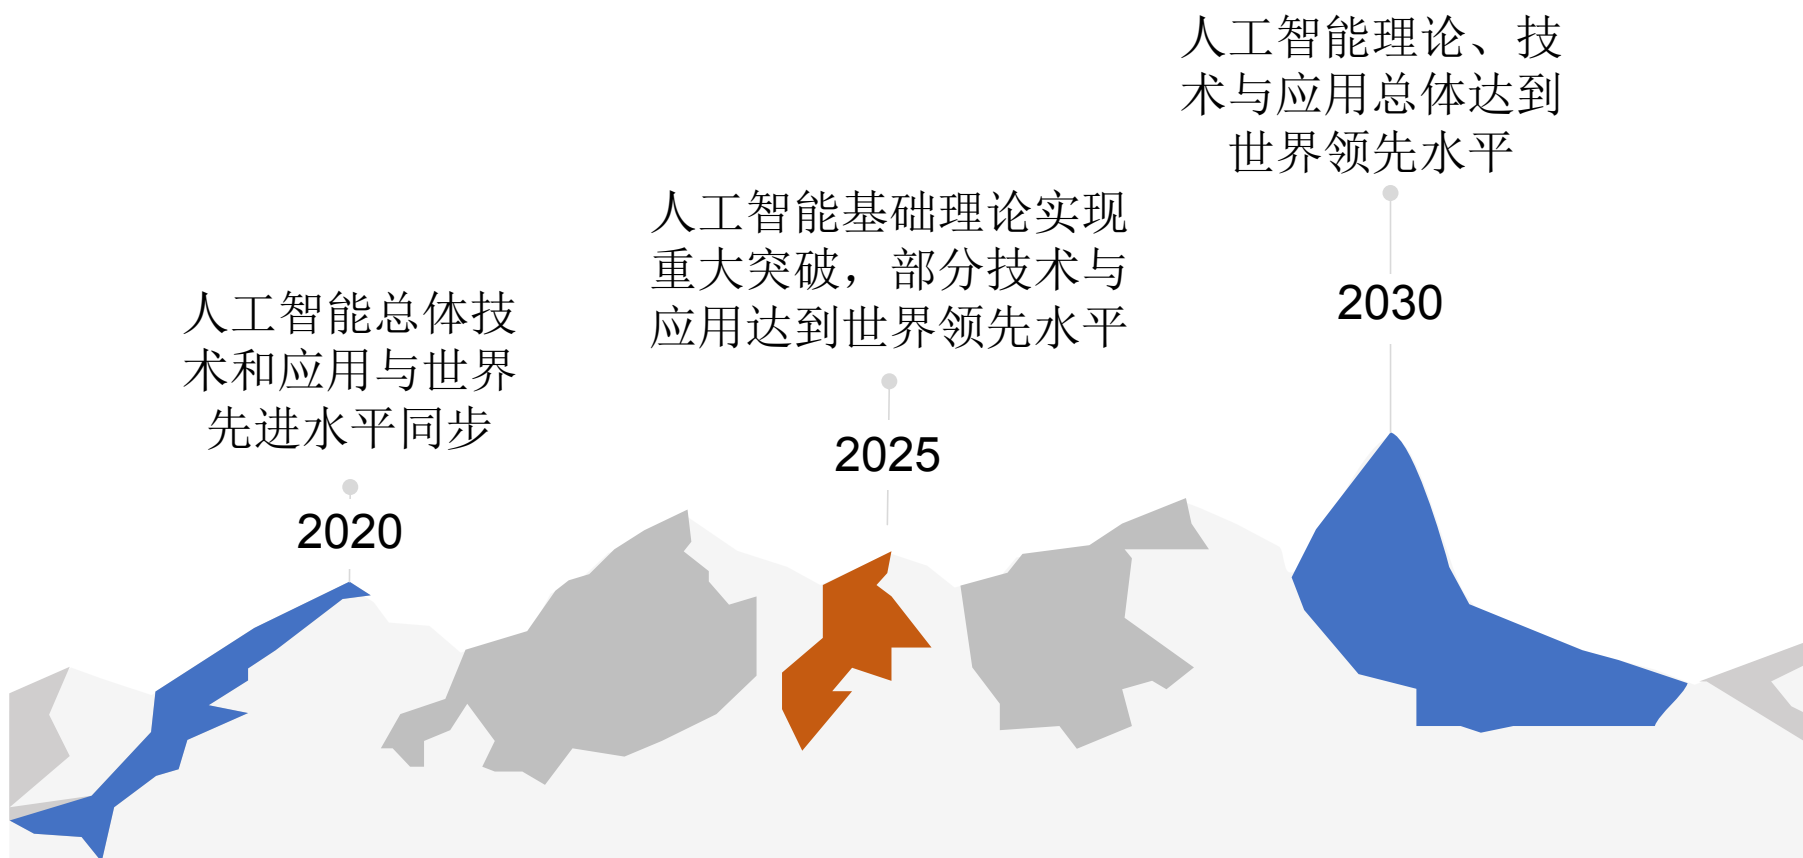 人工智能总体技
术和应用与世界
先进水平同步
2020
人工智能基础理论实现
重大突破，部分技术与
应用达到世界领先水平
2025
人工智能理论、技
术与应用总体达到
世界领先水平
2030